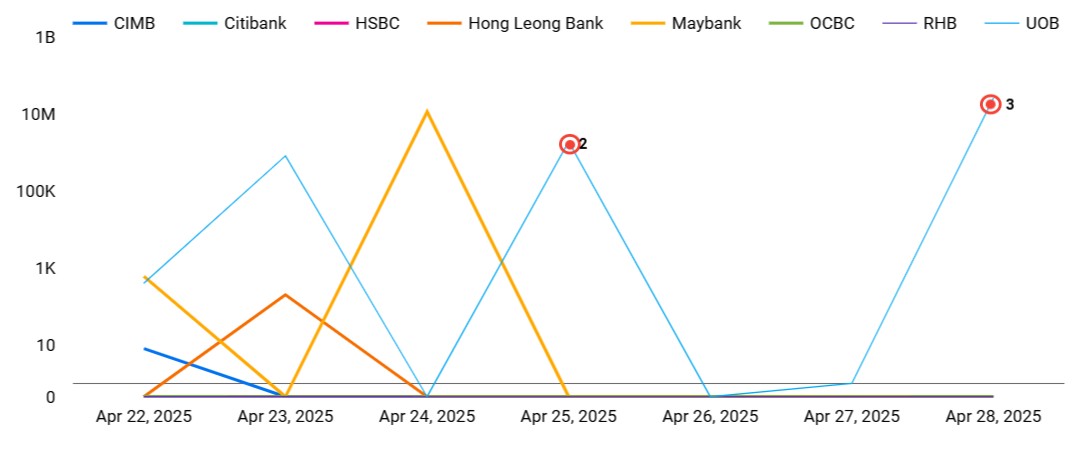 CIMB Citibank HSBC Hong Leong Bank Maybank OCBC RHB UOB
1B
10M
3
2
100K
1K
10
0
Apr 22, 2025 Apr 23, 2025 Apr 24, 2025 Apr 25, 2025 Apr 26, 2025 Apr 27, 2025 Apr 28, 2025